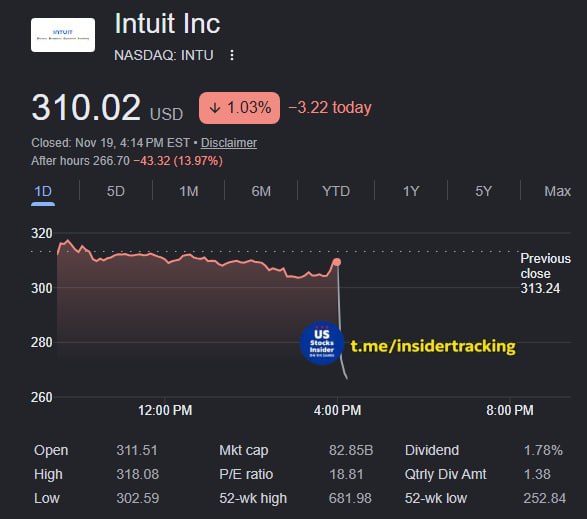 INTUIT
Intuit Inc
NASDAQ: INTU
310.02 USD ↓ 1.03% −3.22 today
Closed: Nov 19, 4:14 PM EST • Disclaimer
After hours 266.70 −43.32 (13.97%)
1D 5D 1M 6M YTD 1Y 5Y Max
320
Previous
close
313.24
300
280
US
Stocks
Insider
t.me/insidertracking
260
12:00 PM 4:00 PM 8:00 PM
Open 311.51 Mkt cap 82.85B Dividend 1.78%
High 318.08 P/E ratio 18.81 Qtrly Div Amt 1.38
Low 302.59 52-wk high 681.98 52-wk low 252.84